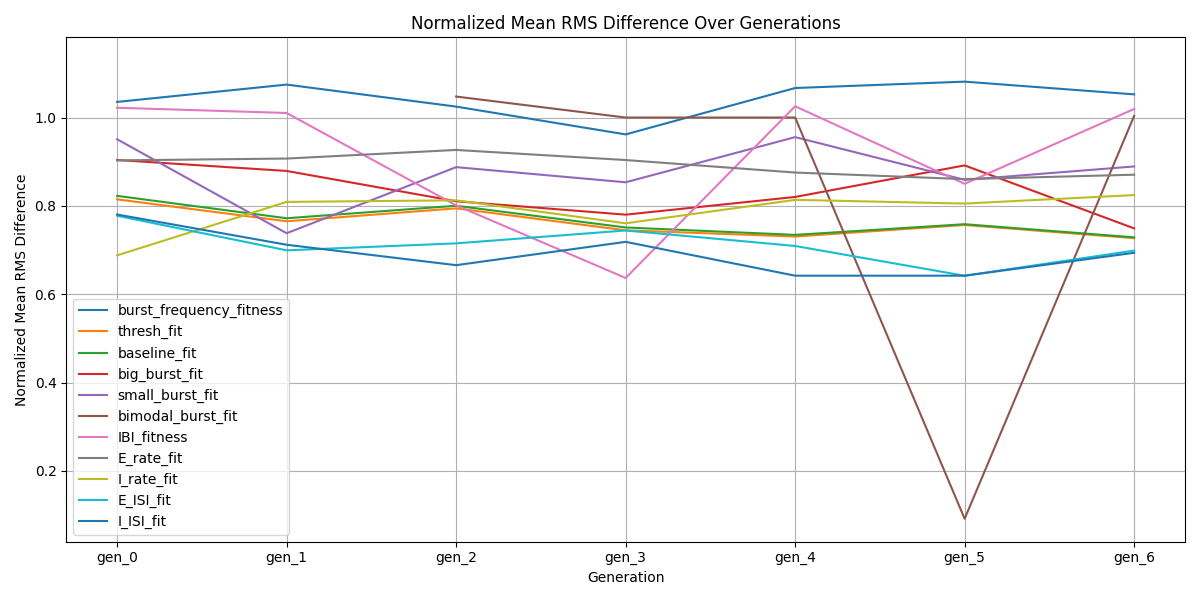 Normalized Mean RMS Difference Over Generations
Normalized Mean RMS Difference
1.0
0.8
0.6
0.4
0.2
burst_frequency_fitness
thresh_fit
baseline_fit
big_burst_fit
small_burst_fit
bimodal_burst_fit
IBI_fitness
E_rate_fit
I_rate_fit
E_ISI_fit
I_ISI_fit
gen_0 gen_1 gen_2 gen_3 gen_4 gen_5 gen_6
Generation